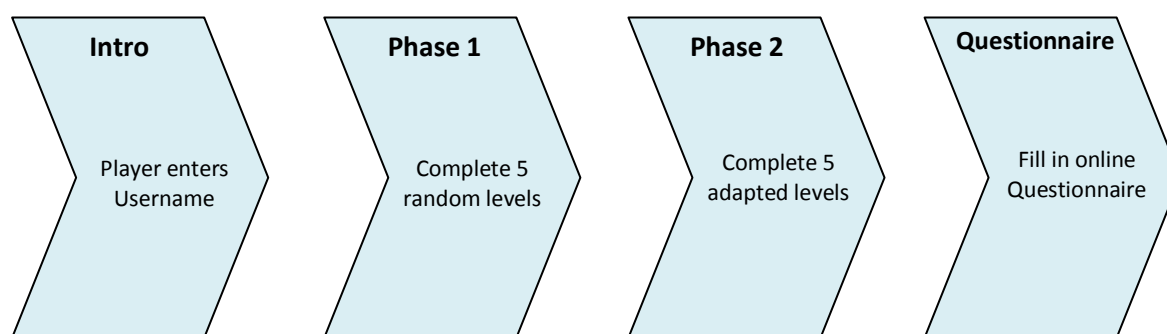 Intro
Player enters
Username
Phase 1
Complete 5
random levels
Phase 2
Complete 5
adapted levels
Questionnaire
Fill in online
Questionnaire